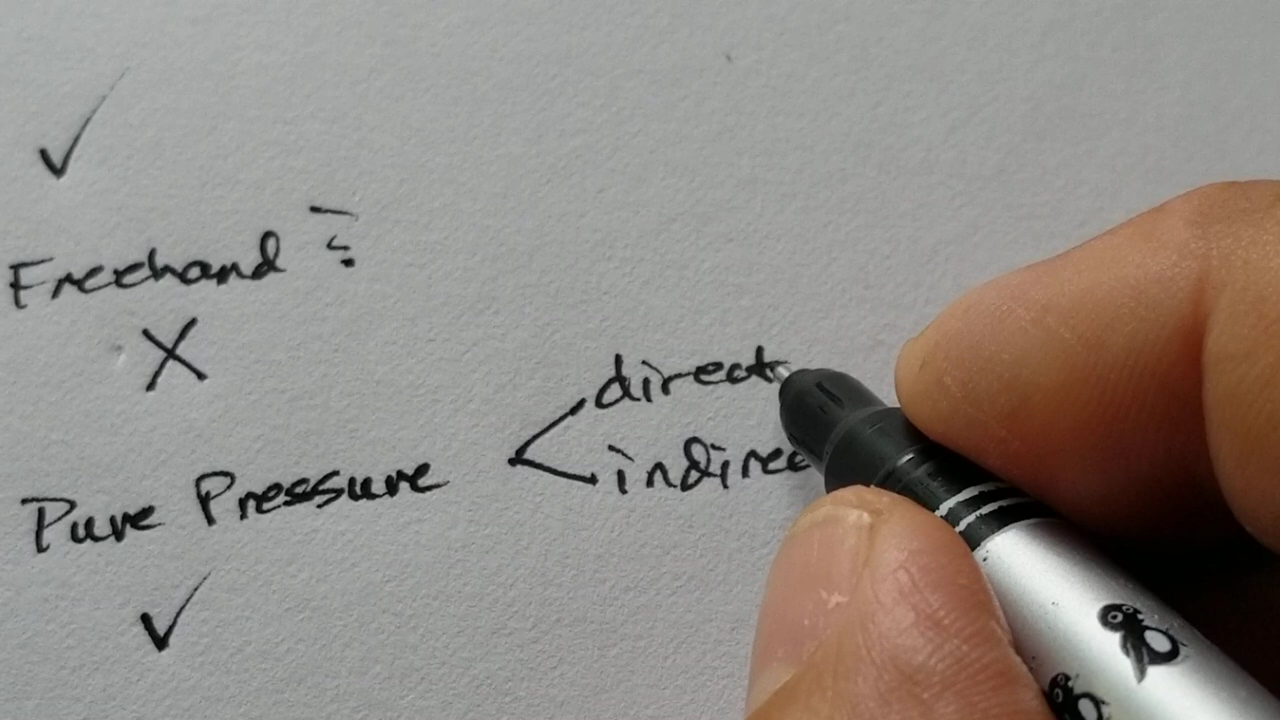 ✓
Freehand
X
direct
Pure Pressure < indirec
✓